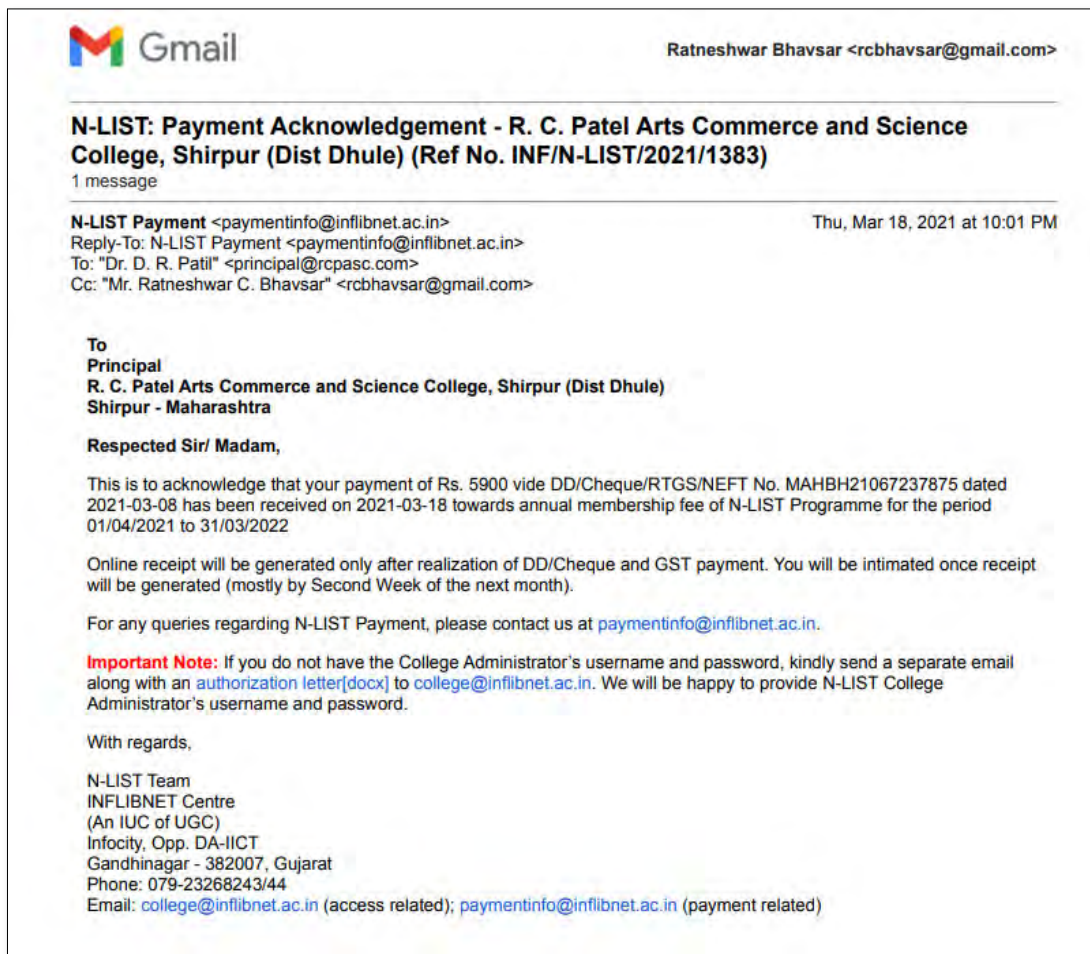 Gmail
Ratneshwar Bhavsar <rcbhavsar@gmail.com>
N-LIST: Payment Acknowledgement - R. C. Patel Arts Commerce and Science
College, Shirpur (Dist Dhule) (Ref No. INF/N-LIST/2021/1383)
1 message
N-LIST Payment <paymentinfo@inflibnet.ac.in>
Thu, Mar 18, 2021 at 10:01 PM
Reply-To: N-LIST Payment <paymentinfo@inflibnet.ac.in>
To: "Dr. D. R. Patil" <principal@rcpasc.com>
Cc: "Mr. Ratneshwar C. Bhavsar" <rcbhavsar@gmail.com>
To
Principal
R. C. Patel Arts Commerce and Science College, Shirpur (Dist Dhule)
Shirpur - Maharashtra
Respected Sir/ Madam,
This is to acknowledge that your payment of Rs. 5900 vide DD/Cheque/RTGS/NEFT No. MAHBH21067237875 dated
2021-03-08 has been received on 2021-03-18 towards annual membership fee of N-LIST Programme for the period
01/04/2021 to 31/03/2022
Online receipt will be generated only after realization of DD/Cheque and GST payment. You will be intimated once receipt
will be generated (mostly by Second Week of the next month).
For any queries regarding N-LIST Payment, please contact us at paymentinfo@inflibnet.ac.in.
Important Note: If you do not have the College Administrator's username and password, kindly send a separate email
along with an authorization letter[docx] to college@inflibnet.ac.in. We will be happy to provide N-LIST College
Administrator's username and password.
With regards,
N-LIST Team
INFLIBNET Centre
(An IUC of UGC)
Infocity, Opp. DA-IICT
Gandhinagar - 382007, Gujarat
Phone: 079-23268243/44
Email: college@inflibnet.ac.in (access related); paymentinfo@inflibnet.ac.in (payment related)